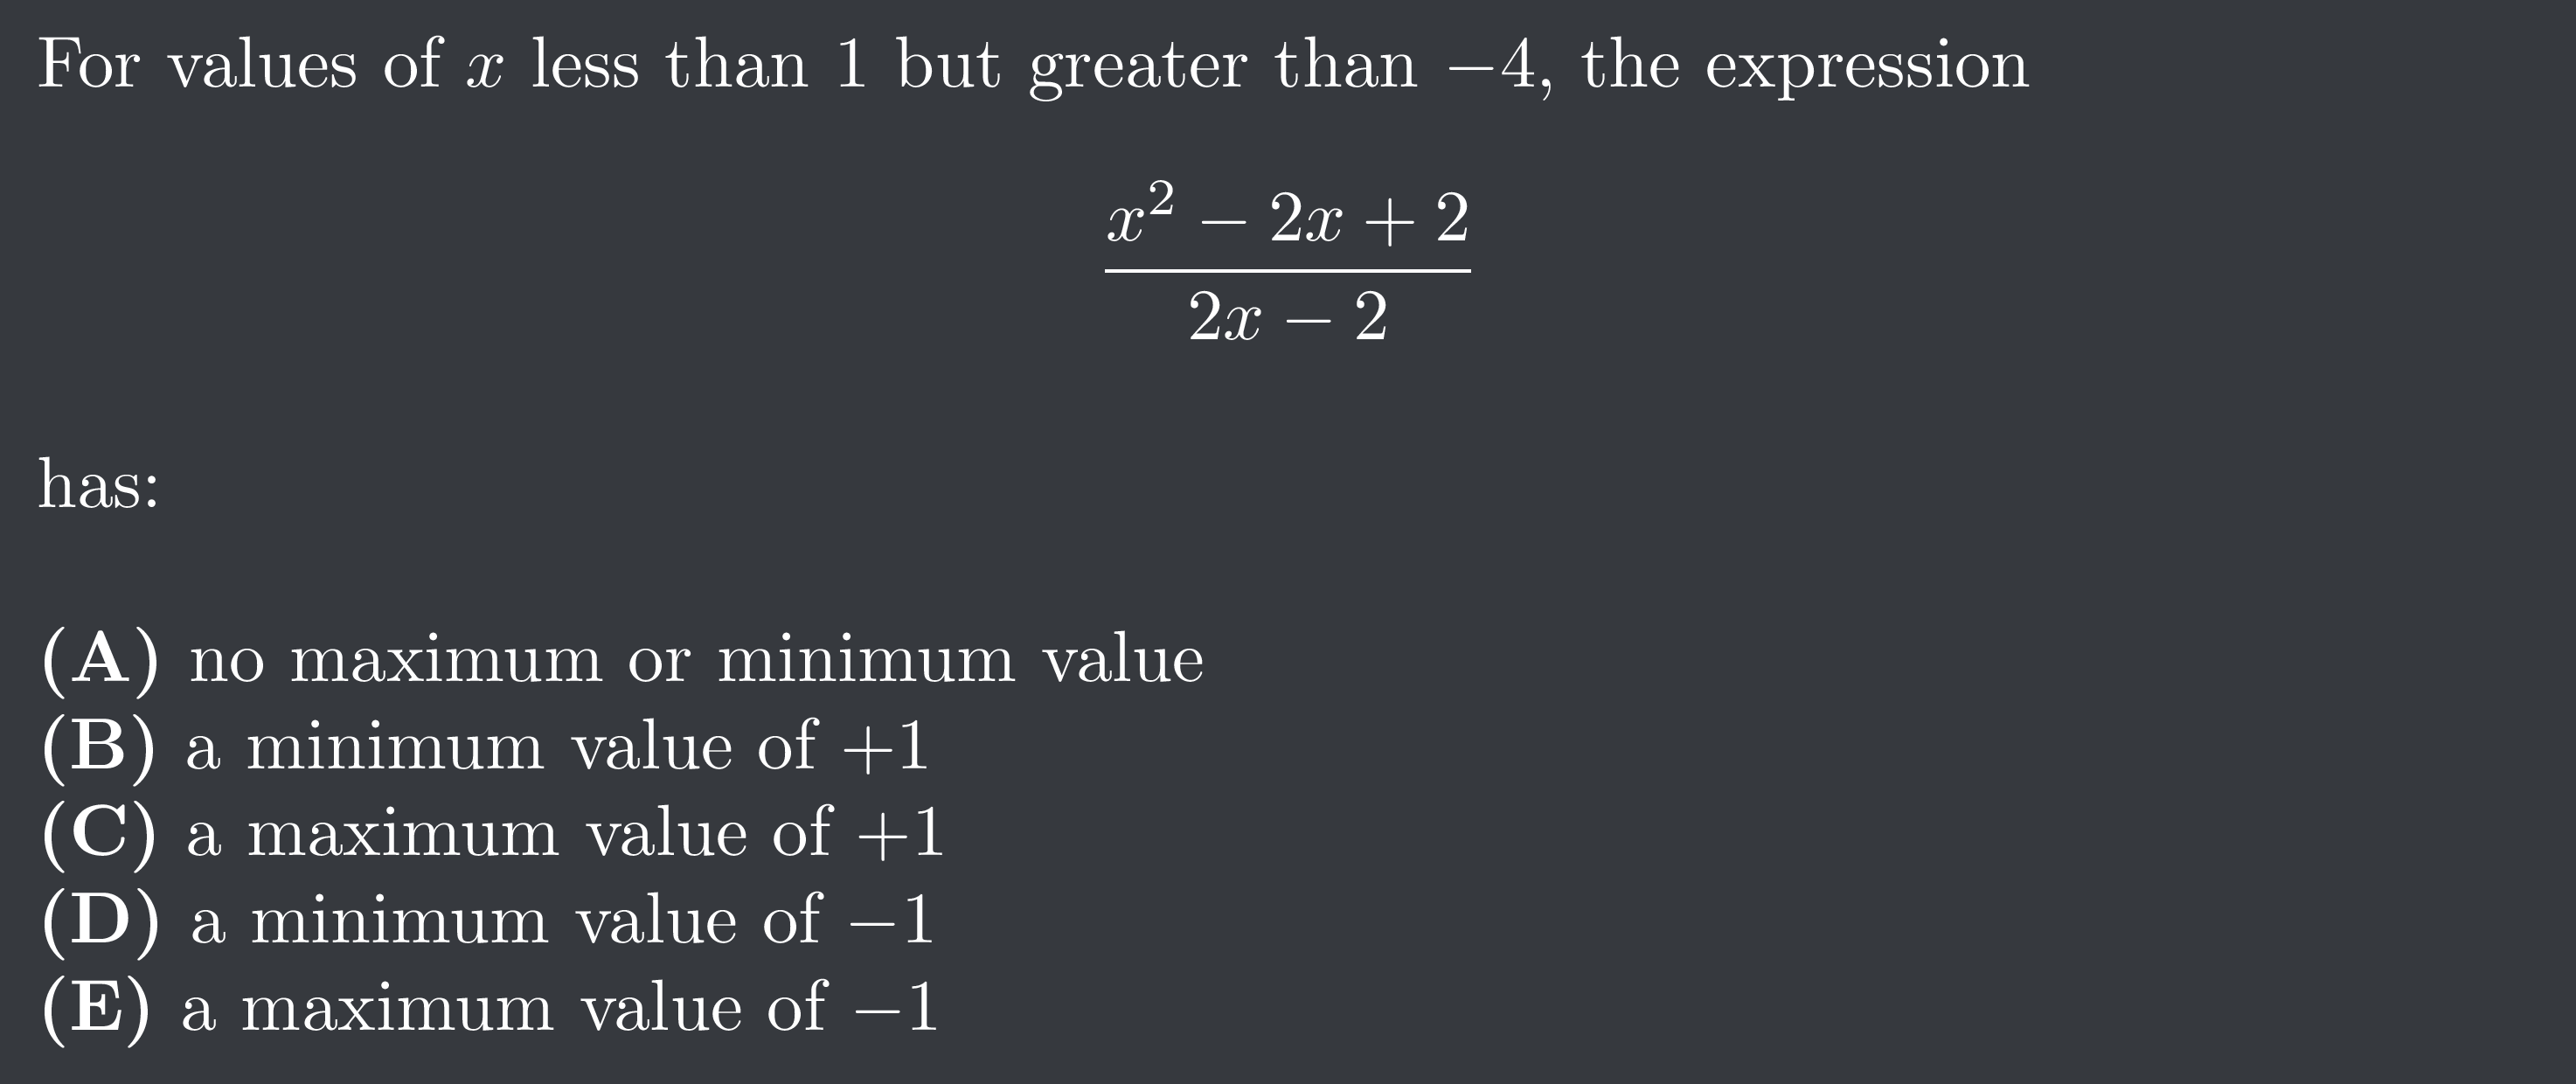 For values of x less than 1 but greater than −4, the expression
x² − 2x + 2
2x − 2
has:
(A) no maximum or minimum value
(B) a minimum value of +1
(C) a maximum value of +1
(D) a minimum value of −1
(E) a maximum value of −1